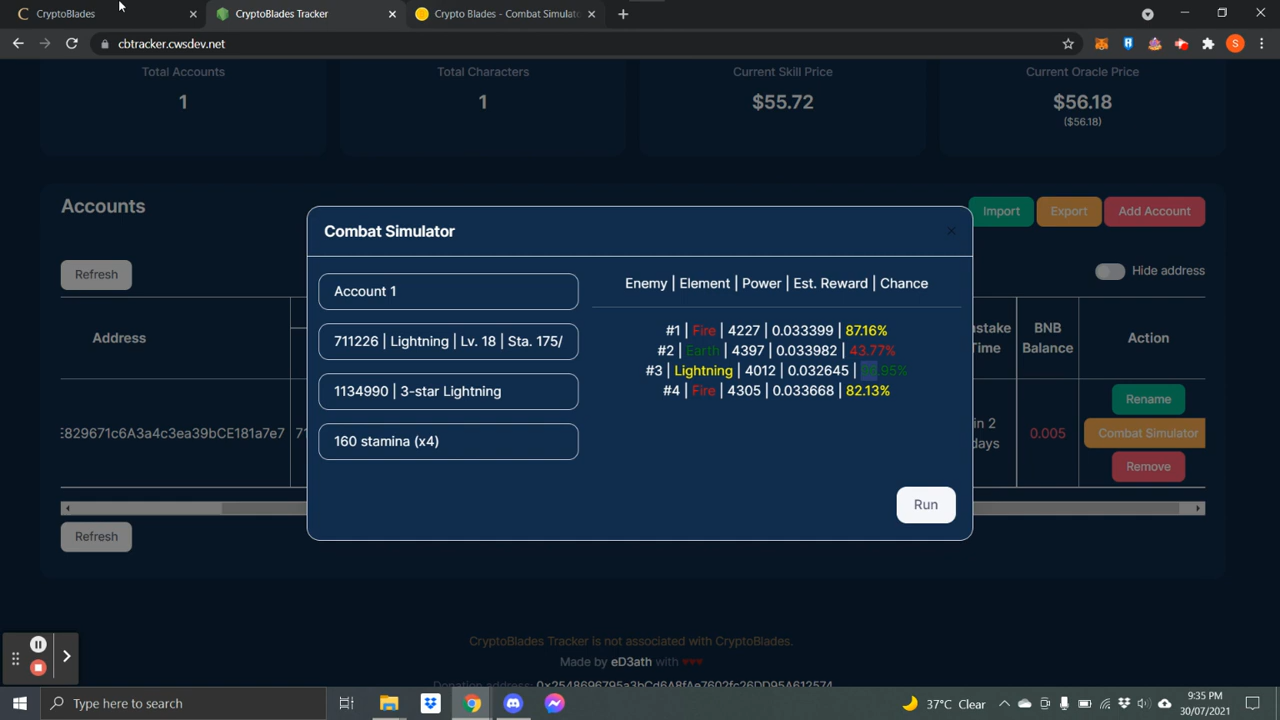 CryptoBlades
CryptoBlades Tracker
Crypto Blades - Combat Simulato
cbtracker.cwsdev.net
S
Total Accounts
1
Total Characters
1
Current Skill Price
$55.72
Current Oracle Price
$56.18
($56.18)
Accounts
Import
Export
Add Account
Refresh
Hide address
Address
nstake
Time
BNB
Balance
Action
E829671c6A3a4c3ea39bCE181a7e7
71
in 2
days
0.005
Rename
Combat Simulator
Remove
Refresh
Combat Simulator
Account 1
711226 | Lightning | Lv. 18 | Sta. 175/
1134990 | 3-star Lightning
160 stamina (x4)
Enemy | Element | Power | Est. Reward | Chance
#1 | Fire | 4227 | 0.033399 | 87.16%
#2 | Earth | 4397 | 0.033982 | 43.77%
#3 | Lightning | 4012 | 0.032645 |
#4 | Fire | 4305 | 0.033668 | 82.13%
Run
CryptoBlades Tracker is not associated with CryptoBlades.
Made by eD3ath with ♥♥♥
Type here to search
37°C Clear
9:35 PM
30/07/2021